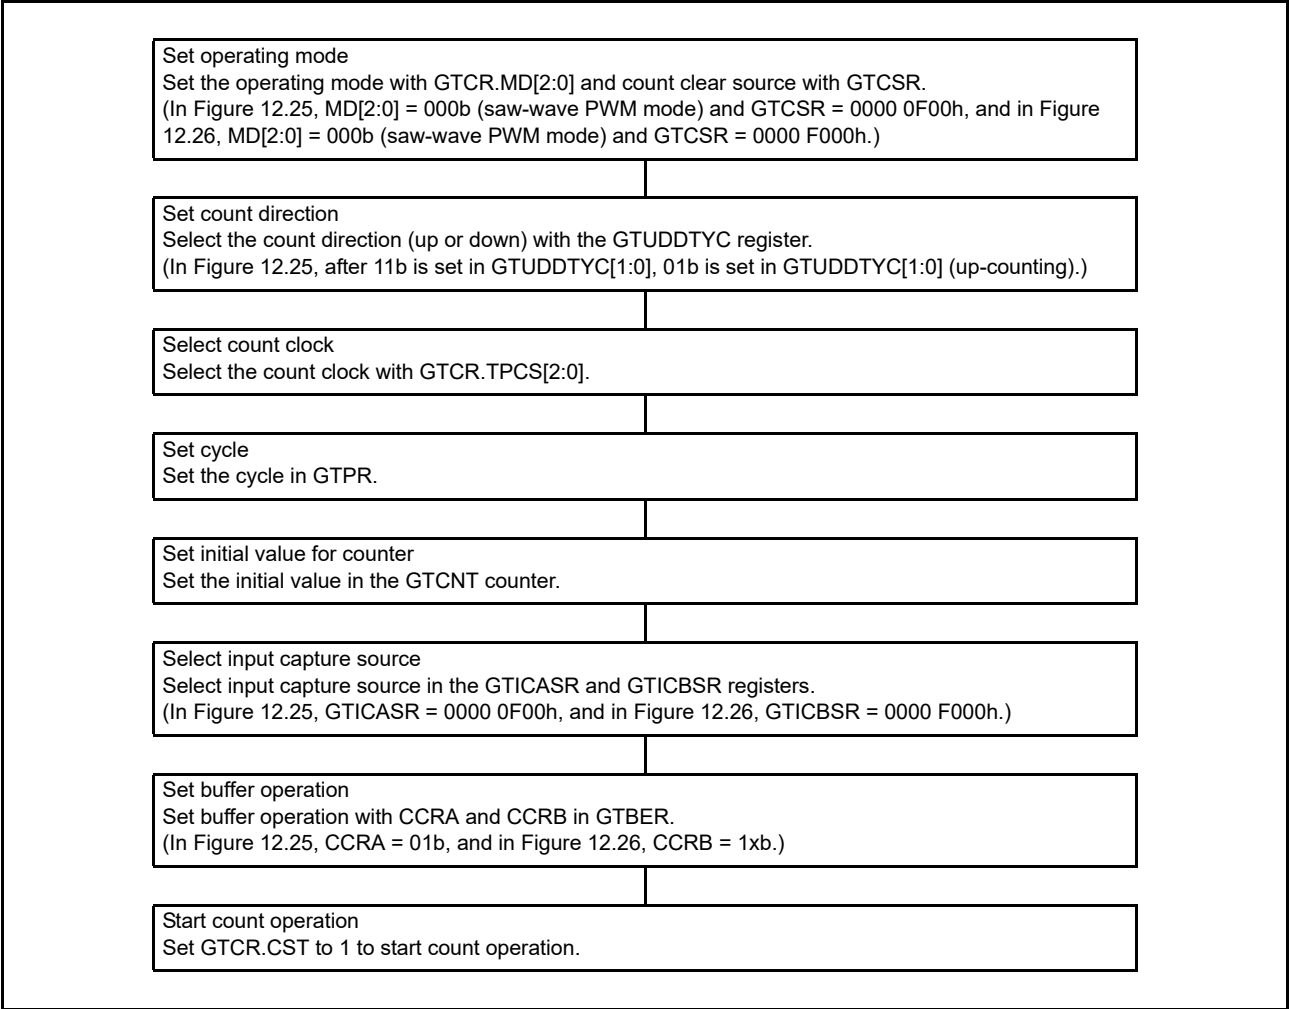 Set operating mode
Set the operating mode with GTCR.MD[2:0] and count clear source with GTCSR.
(In Figure 12.25, MD[2:0] = 000b (saw-wave PWM mode) and GTCSR = 0000 0F00h, and in Figure
12.26, MD[2:0] = 000b (saw-wave PWM mode) and GTCSR = 0000 F000h.)
Set count direction
Select the count direction (up or down) with the GTUDDTYC register.
(In Figure 12.25, after 11b is set in GTUDDTYC[1:0], 01b is set in GTUDDTYC[1:0] (up-counting).)
Select count clock
Select the count clock with GTCR.TPCS[2:0].
Set cycle
Set the cycle in GTPR.
Set initial value for counter
Set the initial value in the GTCNT counter.
Select input capture source
Select input capture source in the GTICASR and GTICBSR registers.
(In Figure 12.25, GTICASR = 0000 0F00h, and in Figure 12.26, GTICBSR = 0000 F000h.)
Set buffer operation
Set buffer operation with CCRA and CCRB in GTBER.
(In Figure 12.25, CCRA = 01b, and in Figure 12.26, CCRB = 1xb.)
Start count operation
Set GTCR.CST to 1 to start count operation.